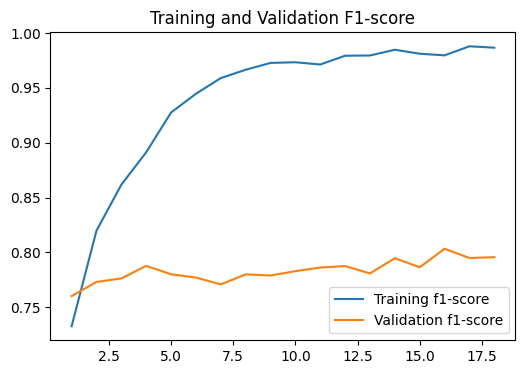 Training and Validation F1-score
1.00
0.95
0.90
0.85
0.80
0.75
Training f1-score
Validation f1-score
2.5 5.0 7.5 10.0 12.5 15.0 17.5